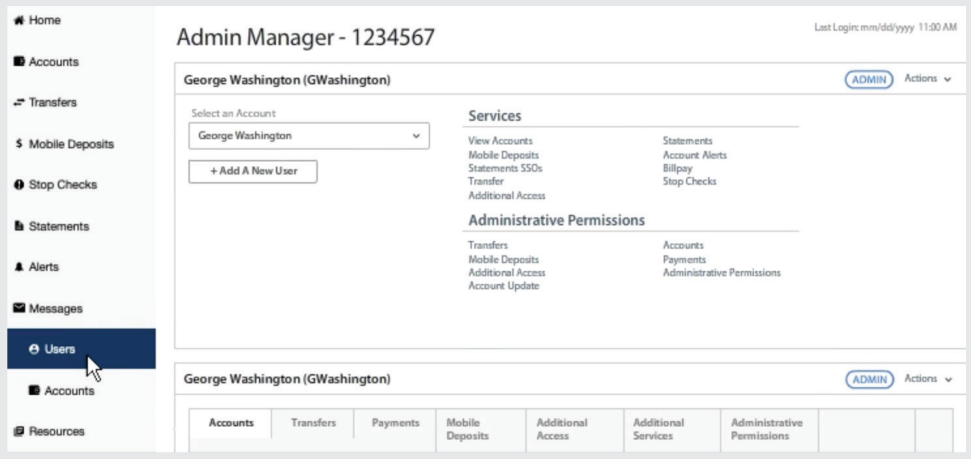 Home
Accounts
Transfers
$ Mobile Deposits
Stop Checks
Statements
Alerts
Messages
Users
Accounts
Resources
Last Login: mm/dd/yyyy 11:00 AM
Admin Manager - 1234567
George Washington (GWashington)
ADMIN
Actions
Select an Account
George Washington
+ Add A New User
Services
View Accounts
Mobile Deposits
Statements SSOs
Transfer
Additional Access
Statements
Account Alerts
Billpay
Stop Checks
Administrative Permissions
Transfers
Mobile Deposits
Additional Access
Account Update
Accounts
Payments
Administrative Permissions
George Washington (GWashington)
ADMIN
Actions
Accounts
Transfers
Payments
Mobile
Deposits
Additional
Access
Additional
Services
Administrative
Permissions